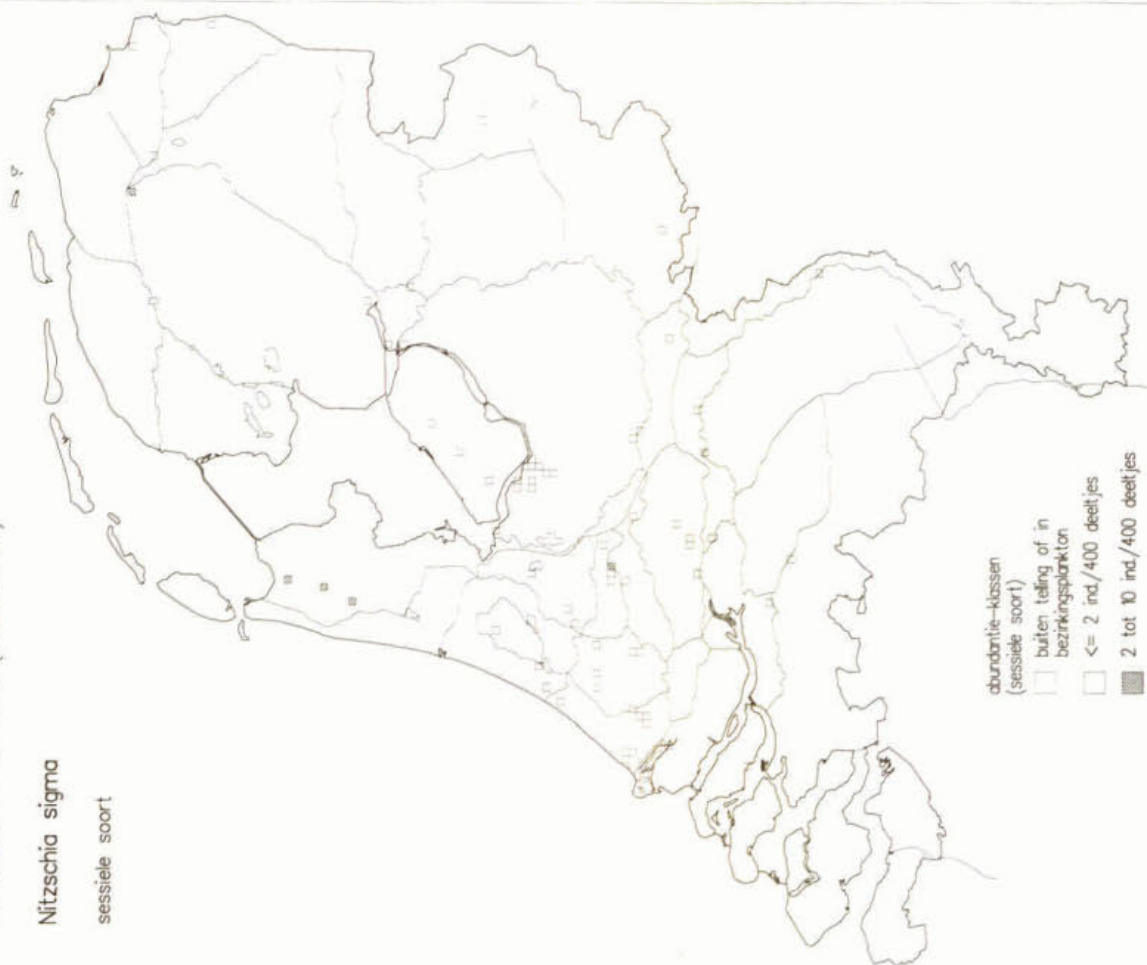 Nitzschia sigma
sessiele soort
abundantie-klassen
(sessiele soort)
buiten telling of in
bezinkingsplankton
<= 2 ind./400 deeltjes
2 tot 10 ind./400 deeltjes